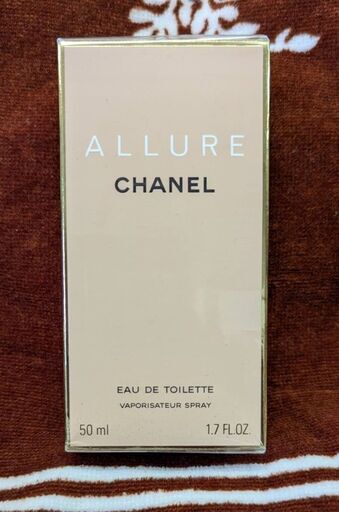 ALLURE
CHANEL
EAU DE TOILETTE
VAPORISATEUR SPRAY
50 ml 1.7 FL.OZ.